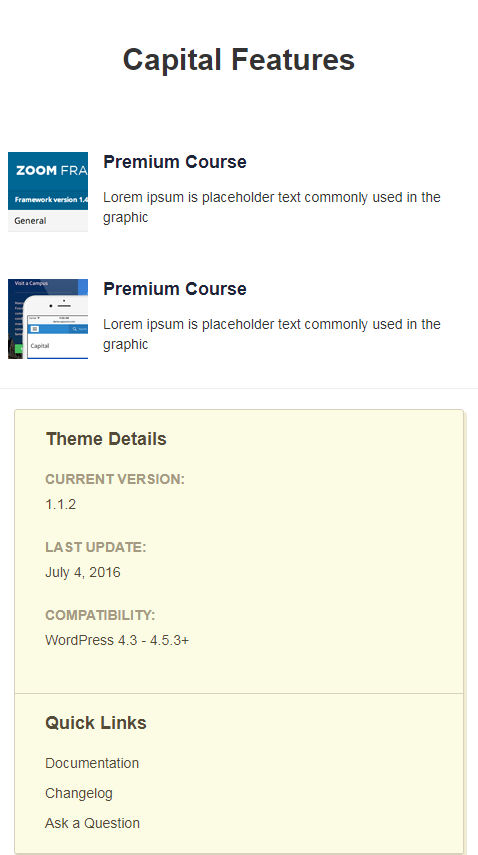 Capital Features
ZOOM FRA
Framework version 1.4
General
Premium Course
Lorem ipsum is placeholder text commonly used in the
graphic
Visit a Campus
Capital
Premium Course
Lorem ipsum is placeholder text commonly used in the
graphic
Theme Details
CURRENT VERSION:
1.1.2
LAST UPDATE:
July 4, 2016
COMPATIBILITY:
WordPress 4.3 - 4.5.3+
Quick Links
Documentation
Changelog
Ask a Question